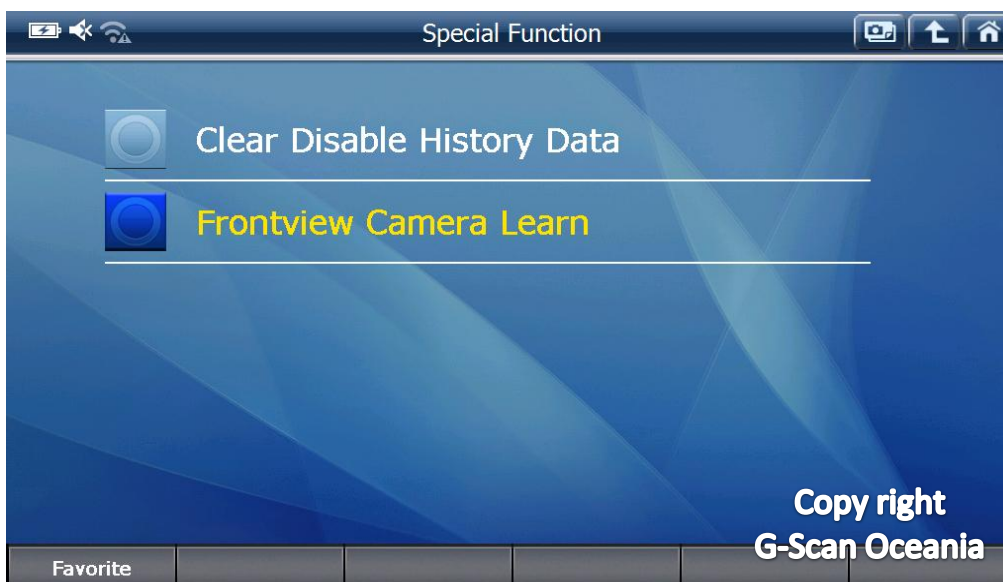 Special Function
Clear Disable History Data
Frontview Camera Learn
Copy right
G-Scan Oceania
Favorite